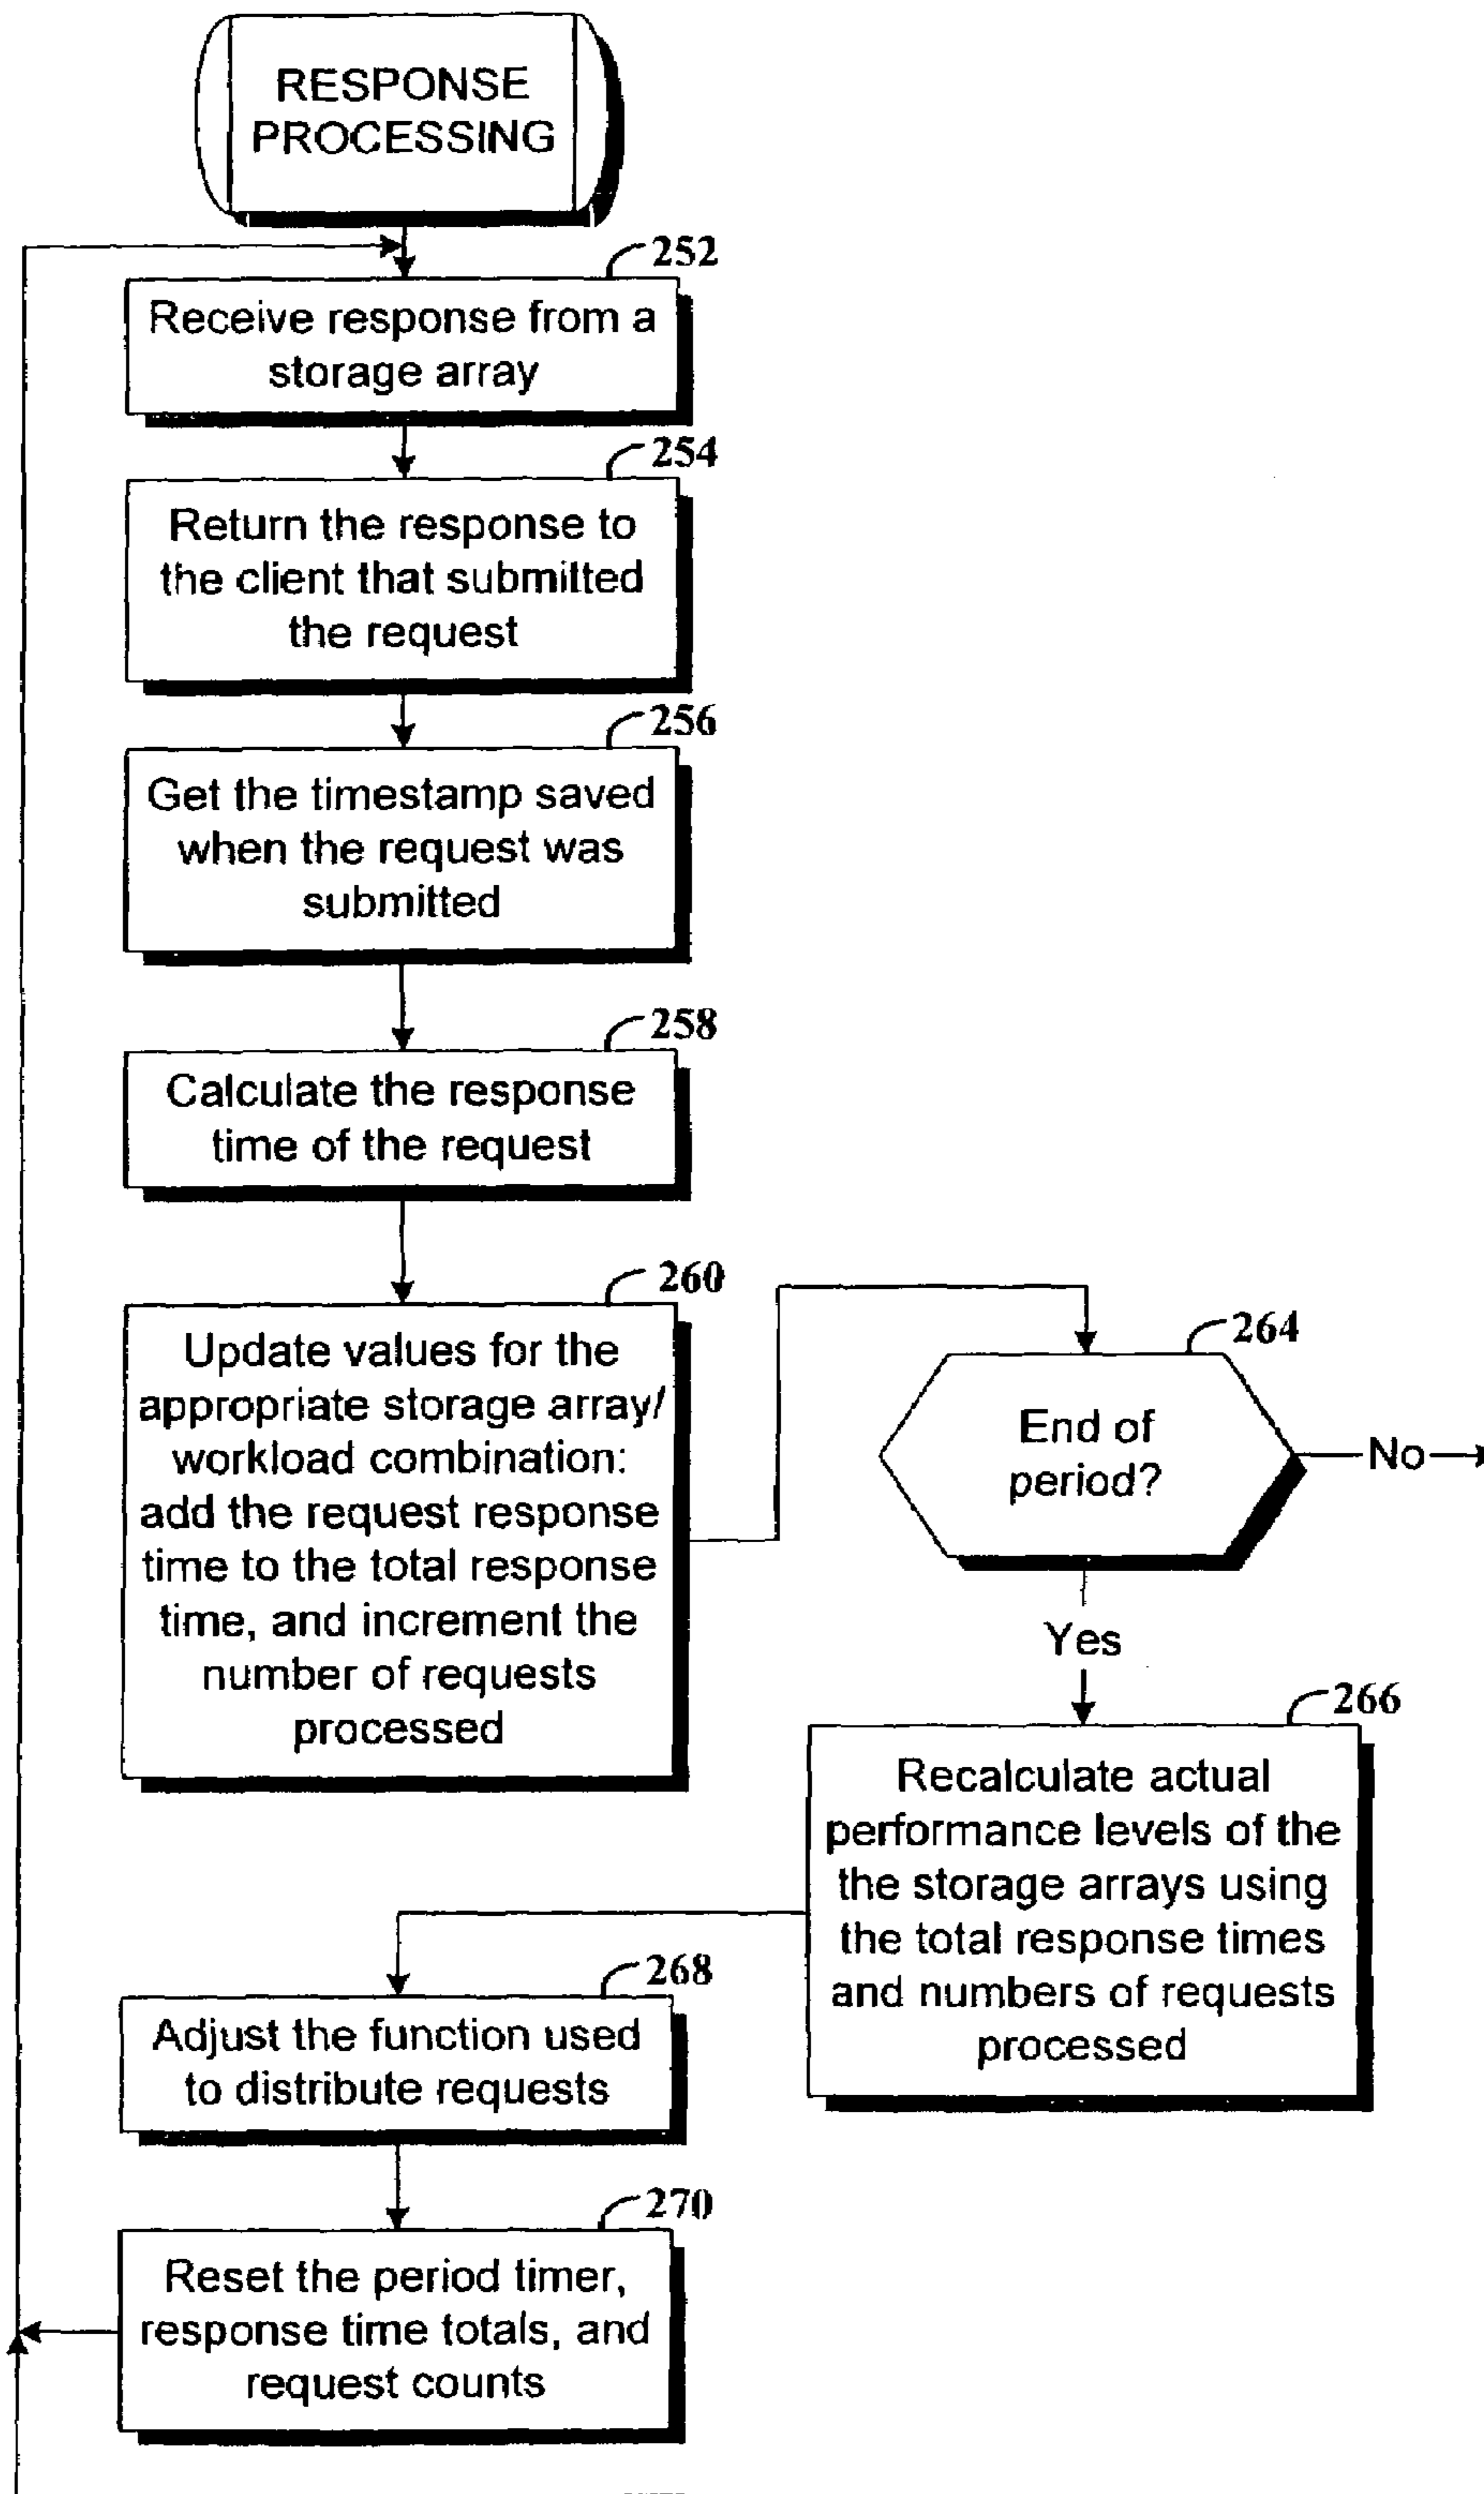 RESPONSE
PROCESSING
252
Receive response from a
storage array
254
Return the response to
the client that submitted
the request
256
Get the timestamp saved
when the request was
submitted
258
Calculate the response
time of the request
260
Update values for the
appropriate storage array/
workload combination:
add the request response
time to the total response
time, and increment the
number of requests
processed
264
End of
period?
No
Yes
266
Recalculate actual
performance levels of the
the storage arrays using
the total response times
and numbers of requests
processed
268
Adjust the function used
to distribute requests
270
Reset the period timer,
response time totals, and
request counts